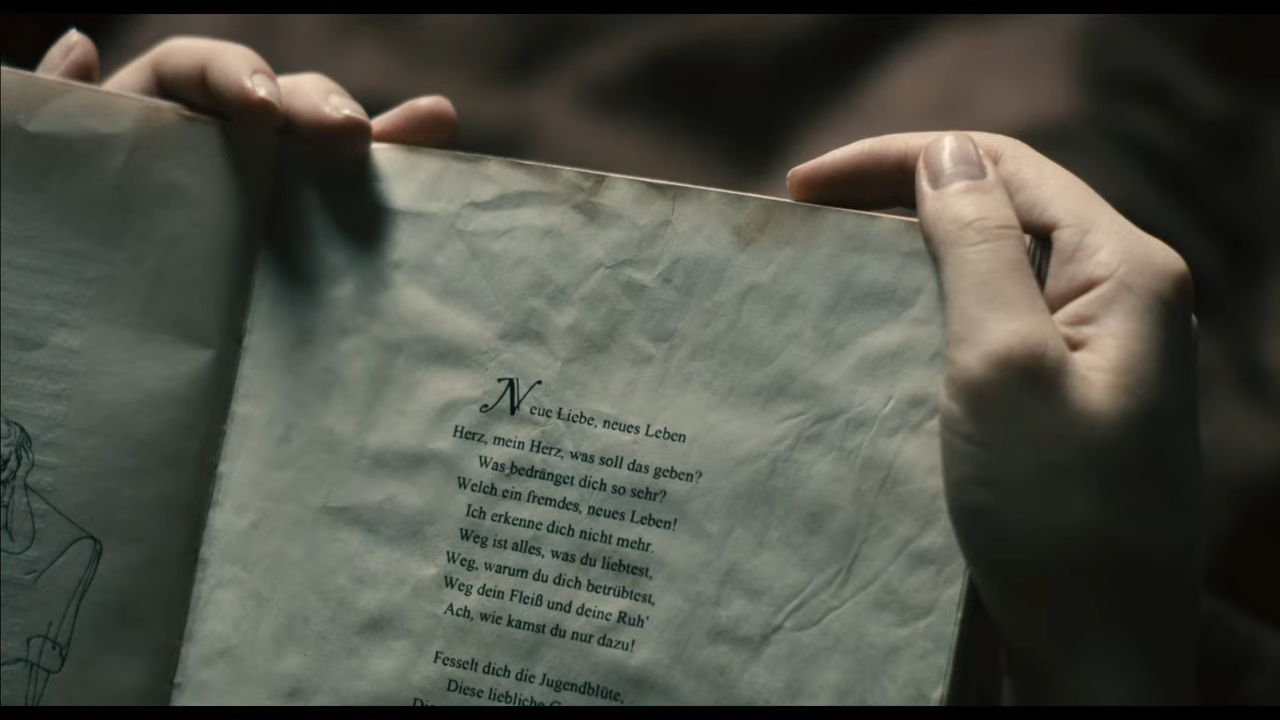 Neue Liebe, neues Leben
Herz, mein Herz, was soll das geben?
Was bedränget dich so sehr?
Welch ein fremdes, neues Leben!
Ich erkenne dich nicht mehr.
Weg ist alles, was du liebtest,
Weg, warum du dich betrübtest,
Weg dein Fleiß und deine Ruh'
Ach, wie kamst du nur dazu!
Fesselt dich die Jugendblüte,
Diese liebliche